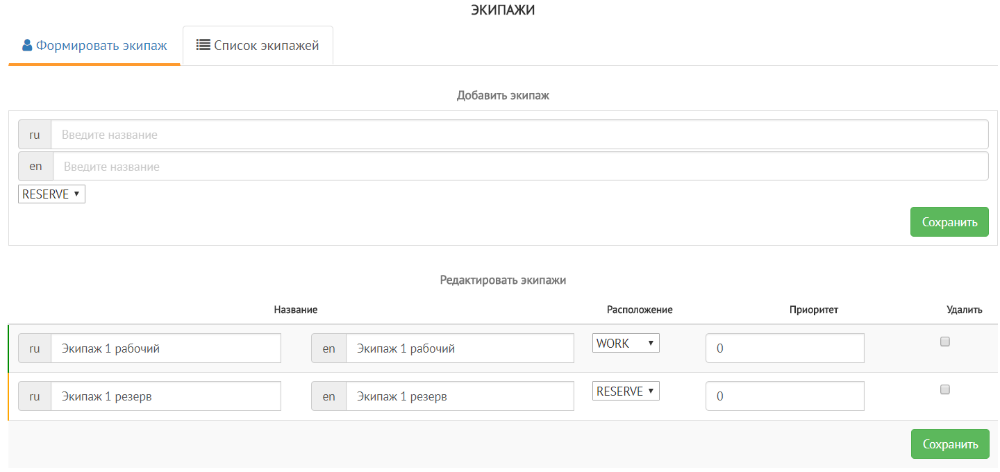 ЭКИПАЖИ
Формировать экипаж Список экипажей
Добавить экипаж
ru Введите название
en Введите название
RESERVE
Сохранить
Редактировать экипажи
Название Расположение Приоритет Удалить
ru Экипаж 1 рабочий en Экипаж 1 рабочий WORK 0
ru Экипаж 1 резерв en Экипаж 1 резерв RESERVE 0
Сохранить